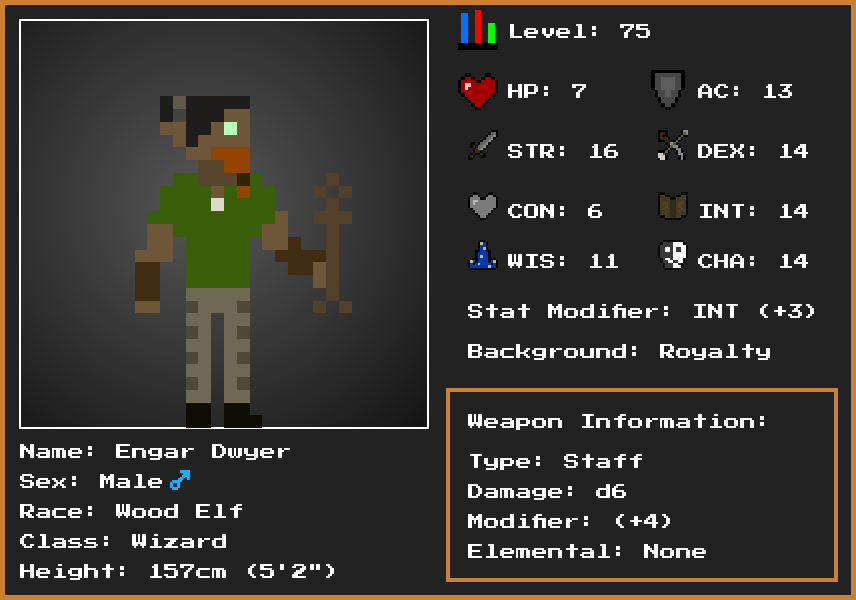 Level: 75
HP: 7
AC: 13
STR: 16
DEX: 14
CON: 6
INT: 14
WIS: 11
CHA: 14
Stat Modifier: INT (+3)
Background: Royalty
Weapon Information:
Type: Staff
Damage: d6
Modifier: (+4)
Elemental: None
Name: Engar Dwyer
Sex: Male♂
Race: Wood Elf
Class: Wizard
Height: 157cm (5'2")